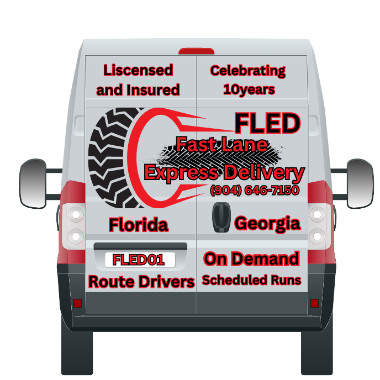 Liscensed
and Insured
Celebrating
10years
FLED
Fast Lane
Express Delivery
(904) 646-7150
Florida
Georgia
FLED01
On Demand
Route Drivers
Scheduled Runs